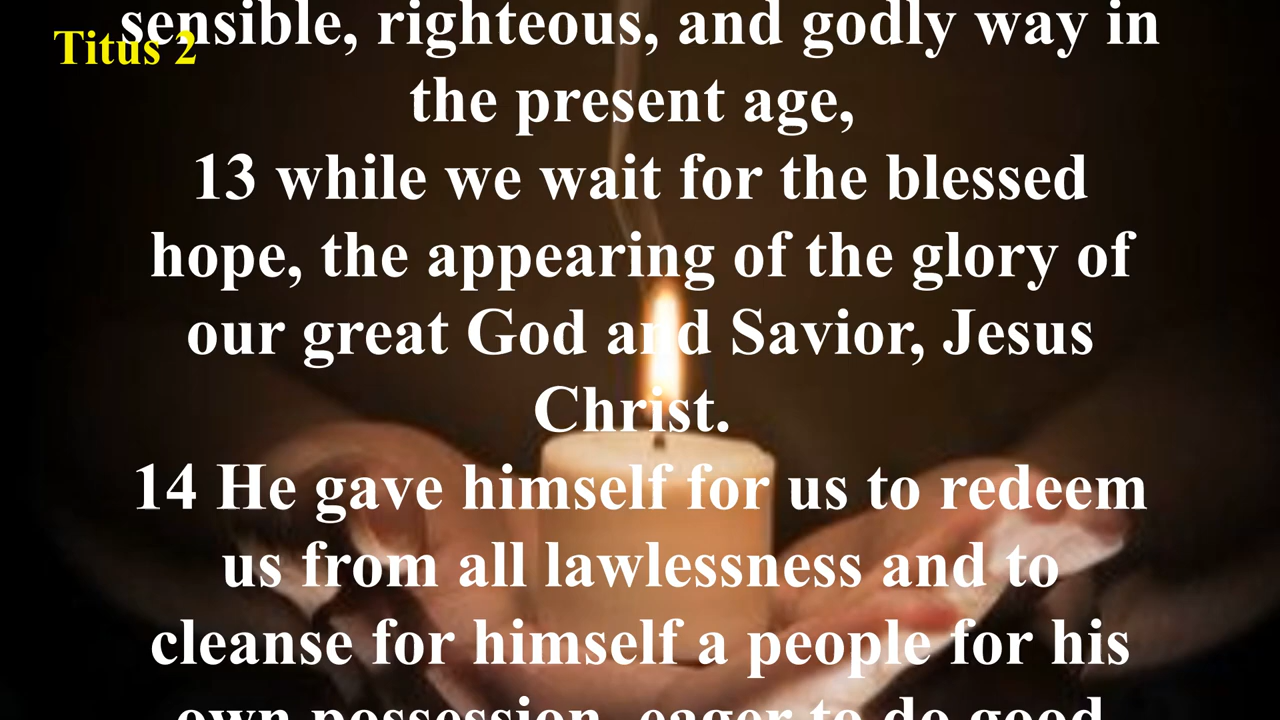 Titus 2
sensible, righteous, and godly way in
the present age,
13 while we wait for the blessed
hope, the appearing of the glory of
our great God and Savior, Jesus
Christ.
14 He gave himself for us to redeem
us from all lawlessness and to
cleanse for himself a people for his
own possession, eager to do good